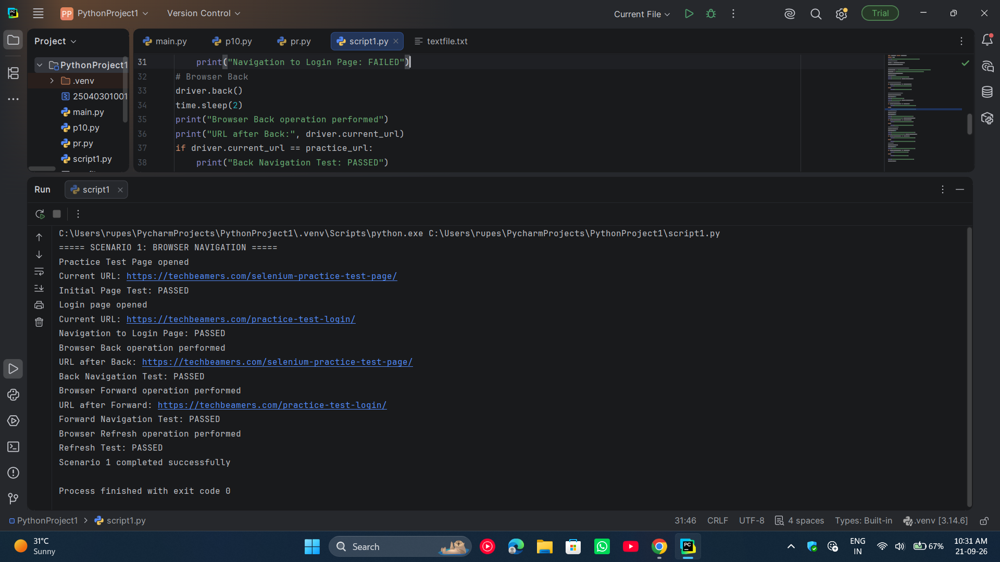 PC
PP PythonProject1
Version Control
Current File
Trial
Project
main.py
p10.py
pr.py
script1.py
textfile.txt
PythonProject1
.venv
25040301001
main.py
p10.py
pr.py
script1.py
31 print("Navigation to Login Page: FAILED")
32 # Browser Back
33 driver.back()
34 time.sleep(2)
35 print("Browser Back operation performed")
36 print("URL after Back:", driver.current_url)
37 if driver.current_url == practice_url:
38 print("Back Navigation Test: PASSED")
Run
script1
C:\Users\rupes\PycharmProjects\PythonProject1\.venv\Scripts\python.exe C:\Users\rupes\PycharmProjects\PythonProject1\script1.py
===== SCENARIO 1: BROWSER NAVIGATION =====
Practice Test Page opened
Current URL: https://techbeamers.com/selenium-practice-test-page/
Initial Page Test: PASSED
Login page opened
Current URL: https://techbeamers.com/practice-test-login/
Navigation to Login Page: PASSED
Browser Back operation performed
URL after Back: https://techbeamers.com/selenium-practice-test-page/
Back Navigation Test: PASSED
Browser Forward operation performed
URL after Forward: https://techbeamers.com/practice-test-login/
Forward Navigation Test: PASSED
Browser Refresh operation performed
Refresh Test: PASSED
Scenario 1 completed successfully
Process finished with exit code 0
PythonProject1 > script1.py
31:46 CRLF UTF-8 4 spaces Types: Built-in .venv [3.14.6]
31°C
Sunny
Search
PC
ENG
IN
67%
10:31 AM
21-09-26